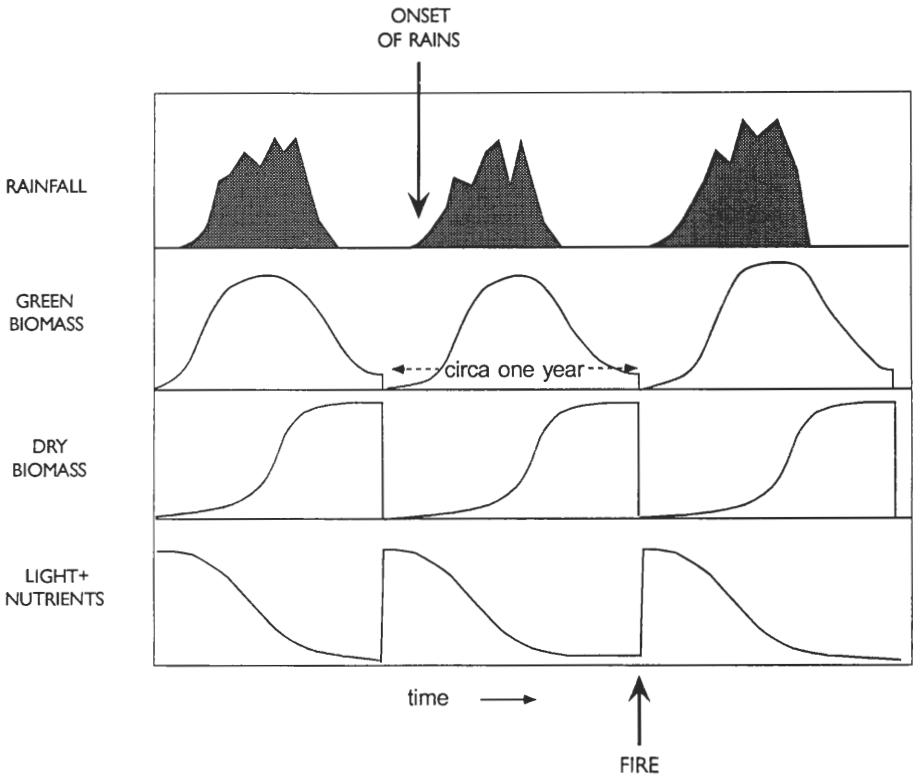 ONSET
OF RAINS
RAINFALL
GREEN
BIOMASS
circa one year
DRY
BIOMASS
LIGHT+
NUTRIENTS
time
FIRE